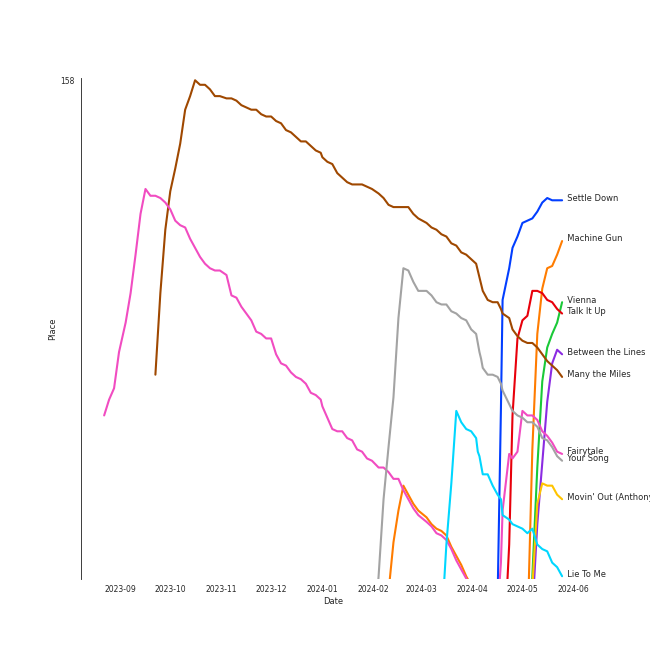 158
Settle Down
Machine Gun
Vienna
Talk It Up
Place
Between the Lines
Many the Miles
Fairytale
Your Song
Movin' Out (Anthony
Lie To Me
2023-09 2023-10 2023-11 2023-12 2024-01 2024-02 2024-03 2024-04 2024-05 2024-06
Date